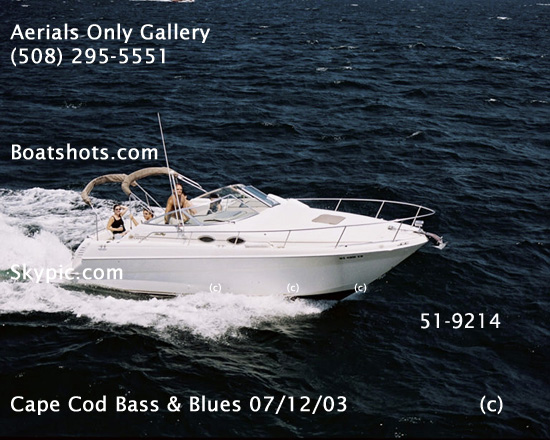 Aerials Only Gallery
(508) 295-5551
Boatshots.com
Skypic.com
(c) (c) (c)
51-9214
Cape Cod Bass & Blues 07/12/03 (c)